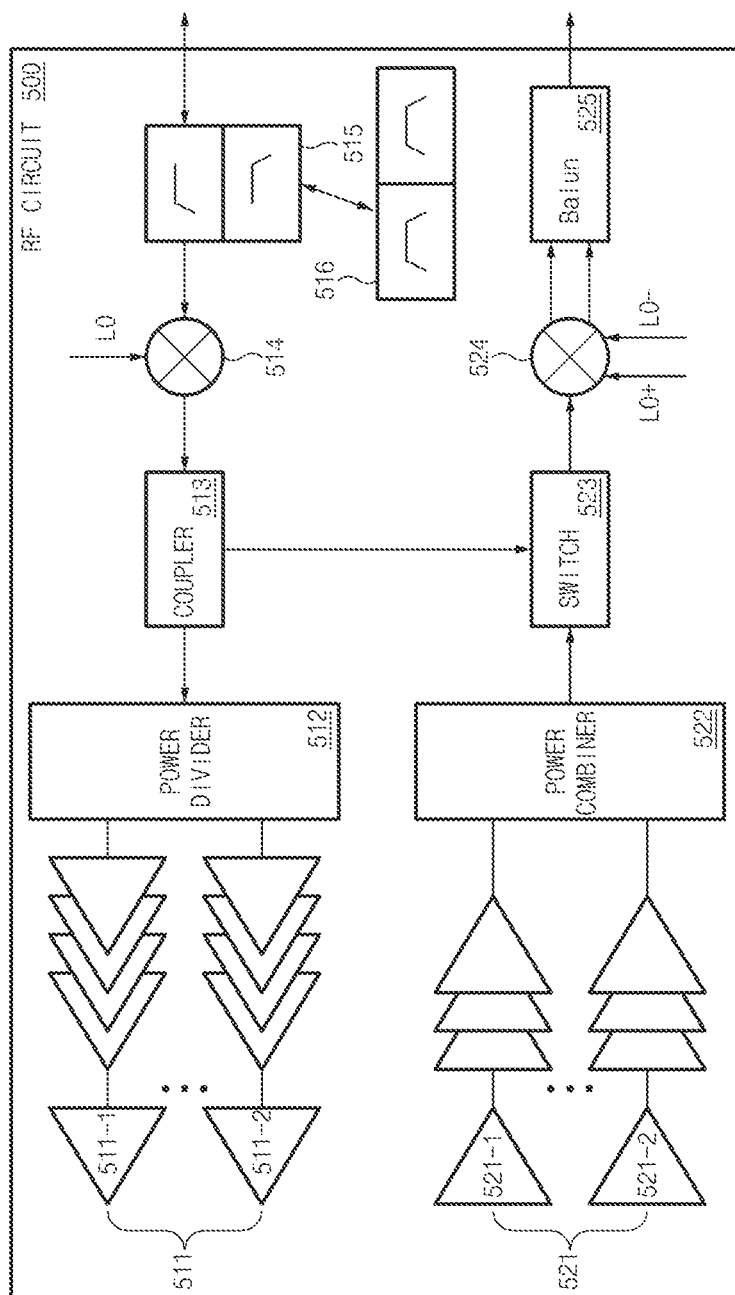 RF CIRCUIT 500
511
511-1
511-2
POWER
DIVIDER
512
COUPLER
513
LO
514
515
516
521
521-1
521-2
POWER
COMBINER
522
SWITCH
523
524
LO+
LO-
Balun
525